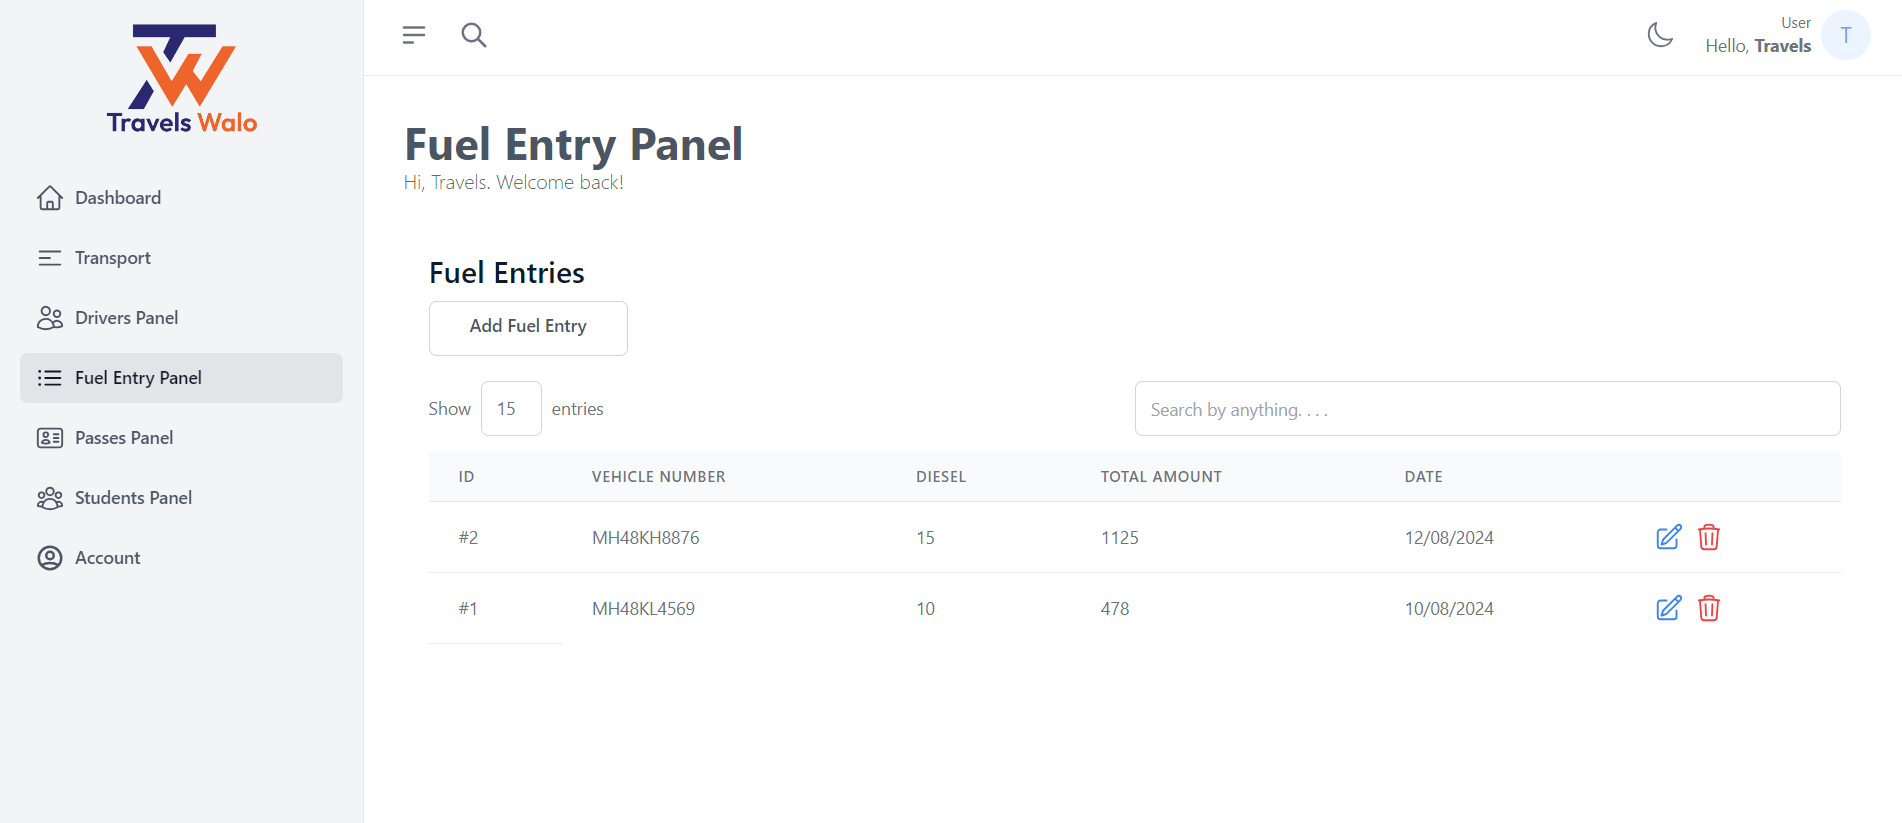 TW
Travels Walo
Dashboard
Transport
Drivers Panel
Fuel Entry Panel
Passes Panel
Students Panel
Account
User
Hello, Travels
T
Fuel Entry Panel
Hi, Travels. Welcome back!
Fuel Entries
Add Fuel Entry
Show 15 entries
Search by anything. . . .
ID VEHICLE NUMBER DIESEL TOTAL AMOUNT DATE
#2 MH48KH8876 15 1125 12/08/2024
#1 MH48KL4569 10 478 10/08/2024